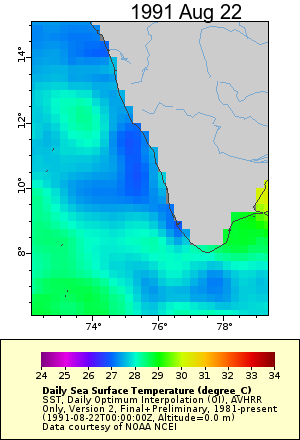 1991 Aug 22
14°
12°
10°
8°
74°
76°
78°
24 25 26 27 28 29 30 31 32 33 34
Daily Sea Surface Temperature (degree_C)
SST, Daily Optimum Interpolation (OI), AVHRR
Only, Version 2, Final+Preliminary, 1981-present
(1991-08-22T00:00:00Z, Altitude=0.0 m)
Data courtesy of NOAA NCEI